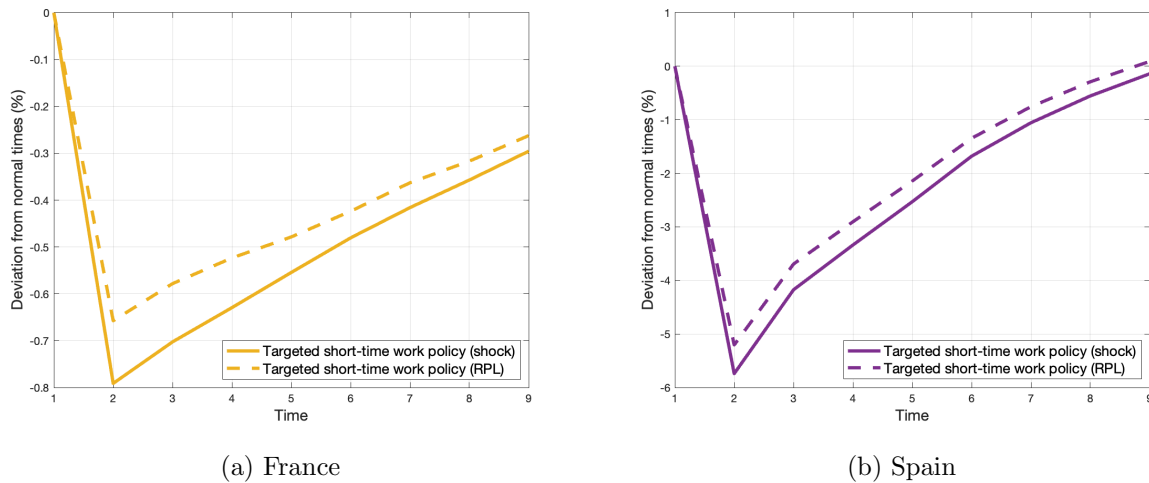 0
-0.1
-0.2
-0.3
-0.4
-0.5
-0.6
-0.7
-0.8
Deviation from normal times (%)
1 2 3 4 5 6 7 8 9
Time
Targeted short-time work policy (shock)
Targeted short-time work policy (RPL)
(a) France
1
0
-1
-2
-3
-4
-5
-6
Deviation from normal times (%)
1 2 3 4 5 6 7 8 9
Time
Targeted short-time work policy (shock)
Targeted short-time work policy (RPL)
(b) Spain